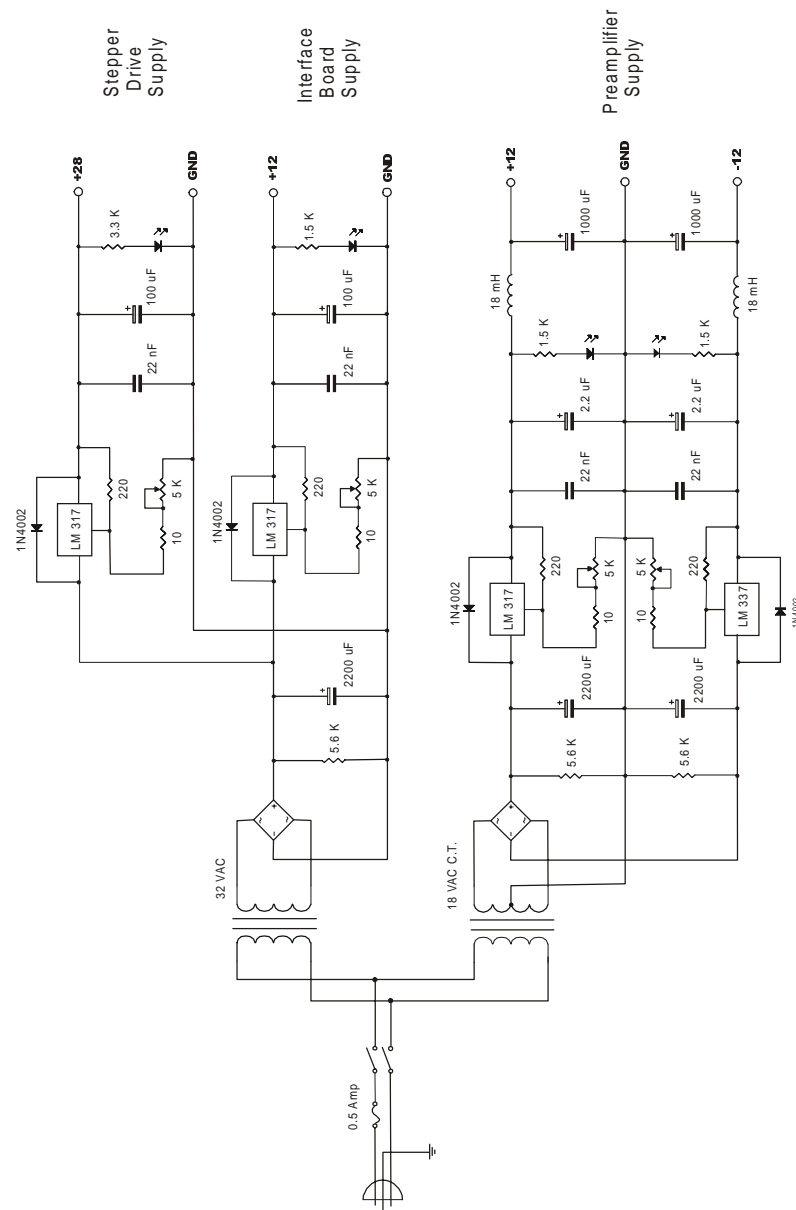 Stepper
Drive
Supply
Interface
Board
Supply
Preamplifier
Supply
+28
GND
+12
GND
+12
GND
-12
3.3 K
1.5 K
1000 uF
1000 uF
+
+
100 uF
100 uF
+
+
18 mH
18 mH
1.5 K
1.5 K
22 nF
22 nF
2.2 uF
2.2 uF
+
+
22 nF
22 nF
1N4002
LM 317
220
5 K
10
1N4002
LM 317
220
5 K
10
1N4002
LM 317
220
5 K
10
5 K
10
220
LM 337
1N4002
2200 uF
+
2200 uF
+
2200 uF
+
5.6 K
5.6 K
5.6 K
+
-
~
~
+
-
~
~
32 VAC
18 VAC C.T.
0.5 Amp